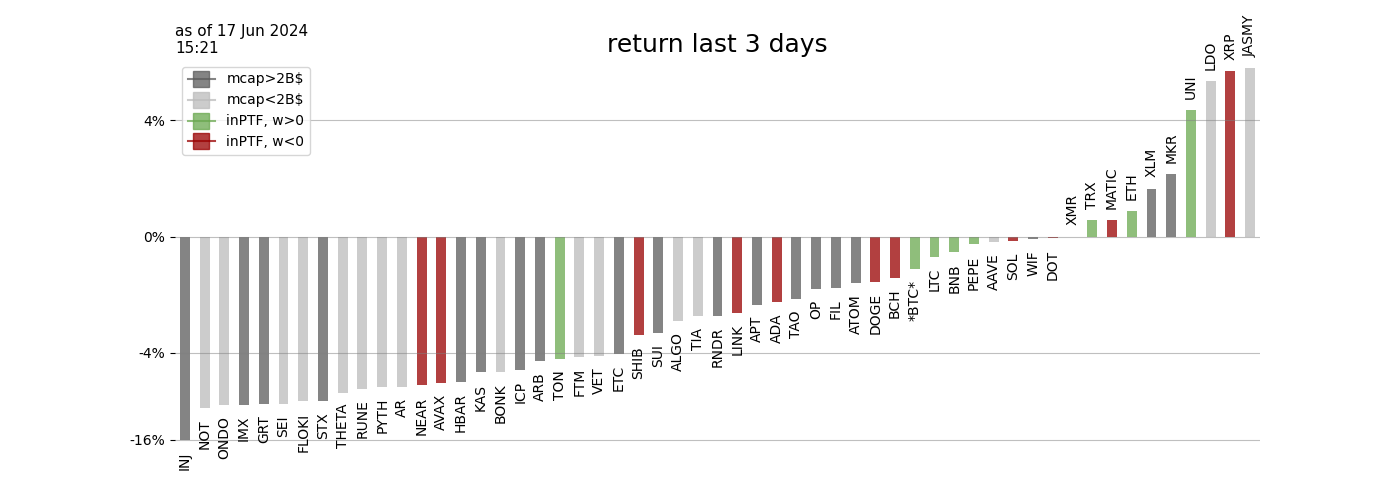 as of 17 Jun 2024
15:21
return last 3 days
mcap>2B$
mcap<2B$
inPTF, w>0
inPTF, w<0
4%
0%
-4%
-16%
INJ
NOT
ONDO
IMX
GRT
SEI
FLOKI
STX
THETA
RUNE
PYTH
AR
NEAR
AVAX
HBAR
KAS
BONK
ICP
ARB
TON
FTM
VET
ETC
SHIB
SUI
ALGO
TIA
RNDR
LINK
APT
ADA
TAO
OP
FIL
ATOM
DOGE
BCH
*BTC*
LTC
BNB
PEPE
AAVE
SOL
WIF
DOT
XMR
TRX
MATIC
ETH
XLM
MKR
UNI
LDO
XRP
JASMY